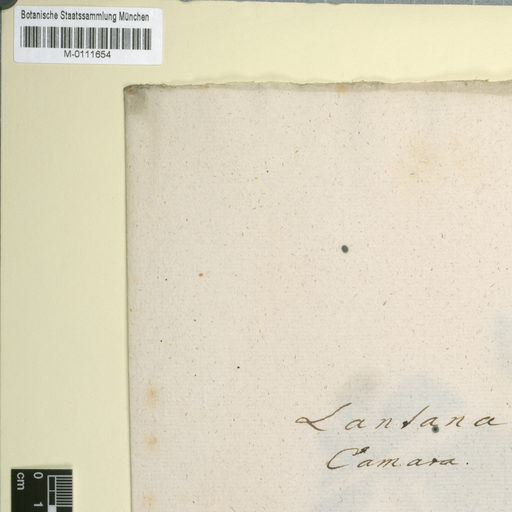 Botanische Staatssammlung München
M-0111654
Lantana
Camara.
0 1
cm